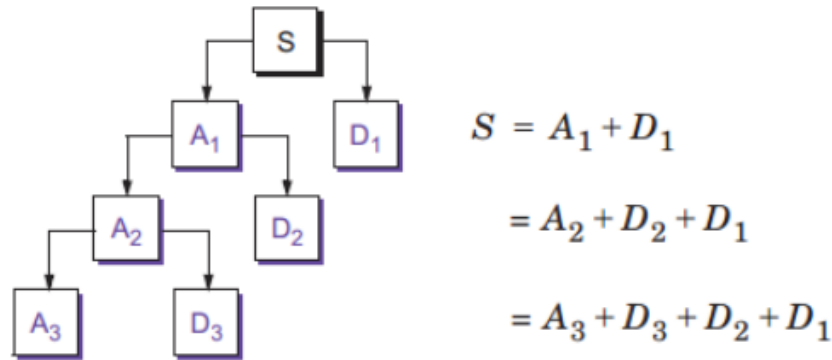 S
A₁ D₁ S = A₁ + D₁
A₂ D₂ = A₂ + D₂ + D₁
A₃ D₃ = A₃ + D₃ + D₂ + D₁